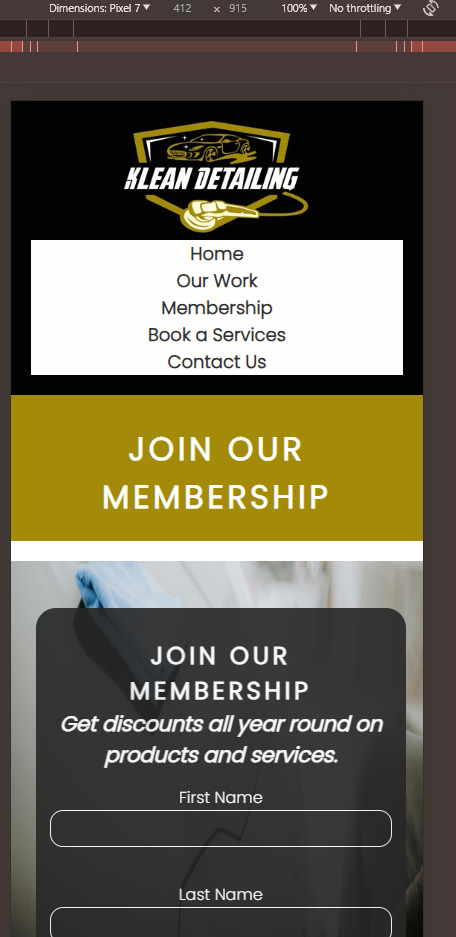 Dimensions: Pixel 7 ▼ 412 x 915 100% ▼ No throttling ▼
KLEAN DETAILING
Home
Our Work
Membership
Book a Services
Contact Us
JOIN OUR
MEMBERSHIP
JOIN OUR
MEMBERSHIP
Get discounts all year round on
products and services.
First Name
Last Name